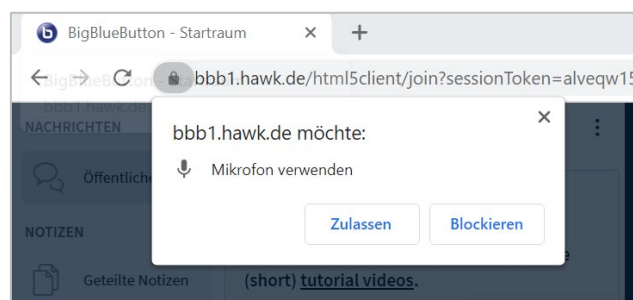 BigBlueButton - Startraum
bbb1.hawk.de/html5client/join?sessionToken=alveqw15
NACHRICHTEN
bbb1.hawk.de möchte:
Mikrofon verwenden
Öffentliche
Zulassen
Blockieren
NOTIZEN
Geteilte Notizen
(short) tutorial videos.